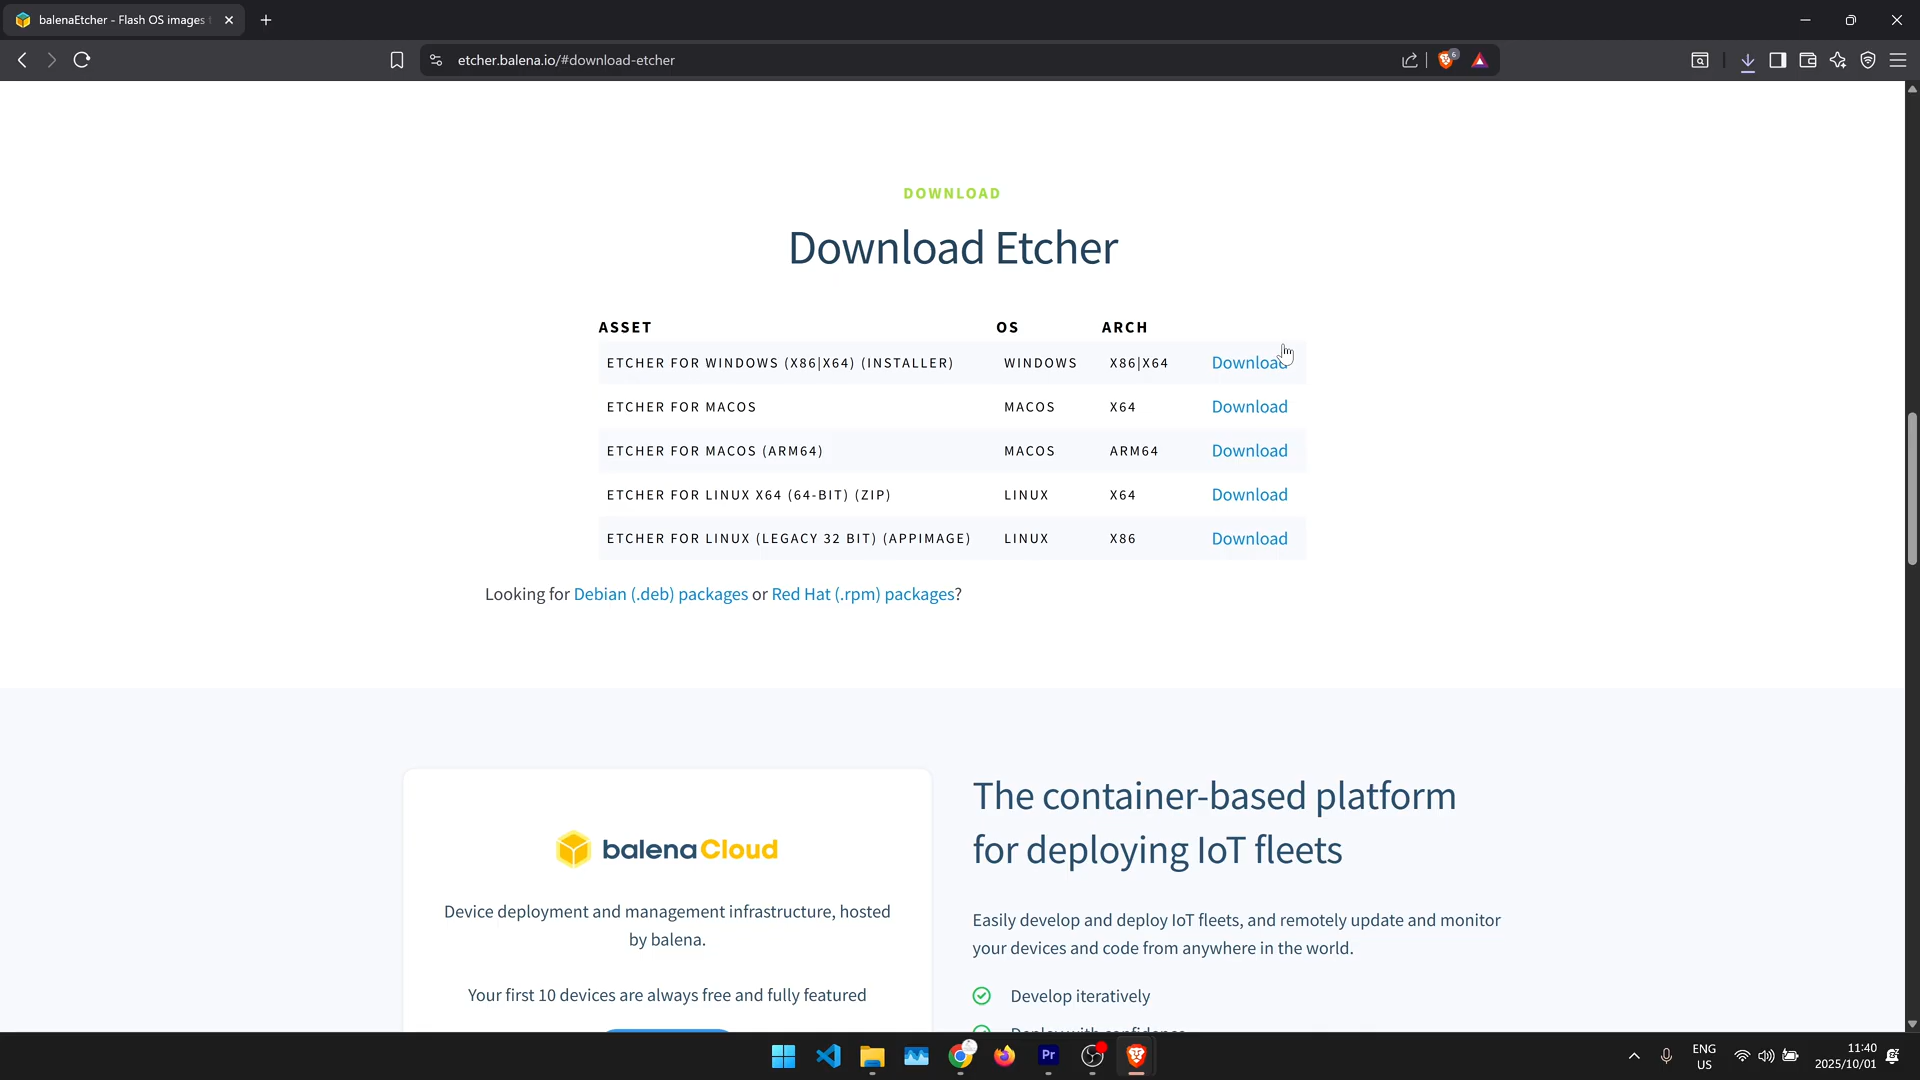 balenaEtcher - Flash OS images
etcher.balena.io/#download-etcher
6
DOWNLOAD
Download Etcher
ASSET OS ARCH
ETCHER FOR WINDOWS (X86|X64) (INSTALLER) WINDOWS X86|X64 Download
ETCHER FOR MACOS MACOS X64 Download
ETCHER FOR MACOS (ARM64) MACOS ARM64 Download
ETCHER FOR LINUX X64 (64-BIT) (ZIP) LINUX X64 Download
ETCHER FOR LINUX (LEGACY 32 BIT) (APPIMAGE) LINUX X86 Download
Looking for Debian (.deb) packages or Red Hat (.rpm) packages?
balenaCloud
Device deployment and management infrastructure, hosted
by balena.
Your first 10 devices are always free and fully featured
The container-based platform
for deploying IoT fleets
Easily develop and deploy IoT fleets, and remotely update and monitor
your devices and code from anywhere in the world.
Develop iteratively
Deploy with confidence
Pr
ENG
US
11:40
2025/10/01